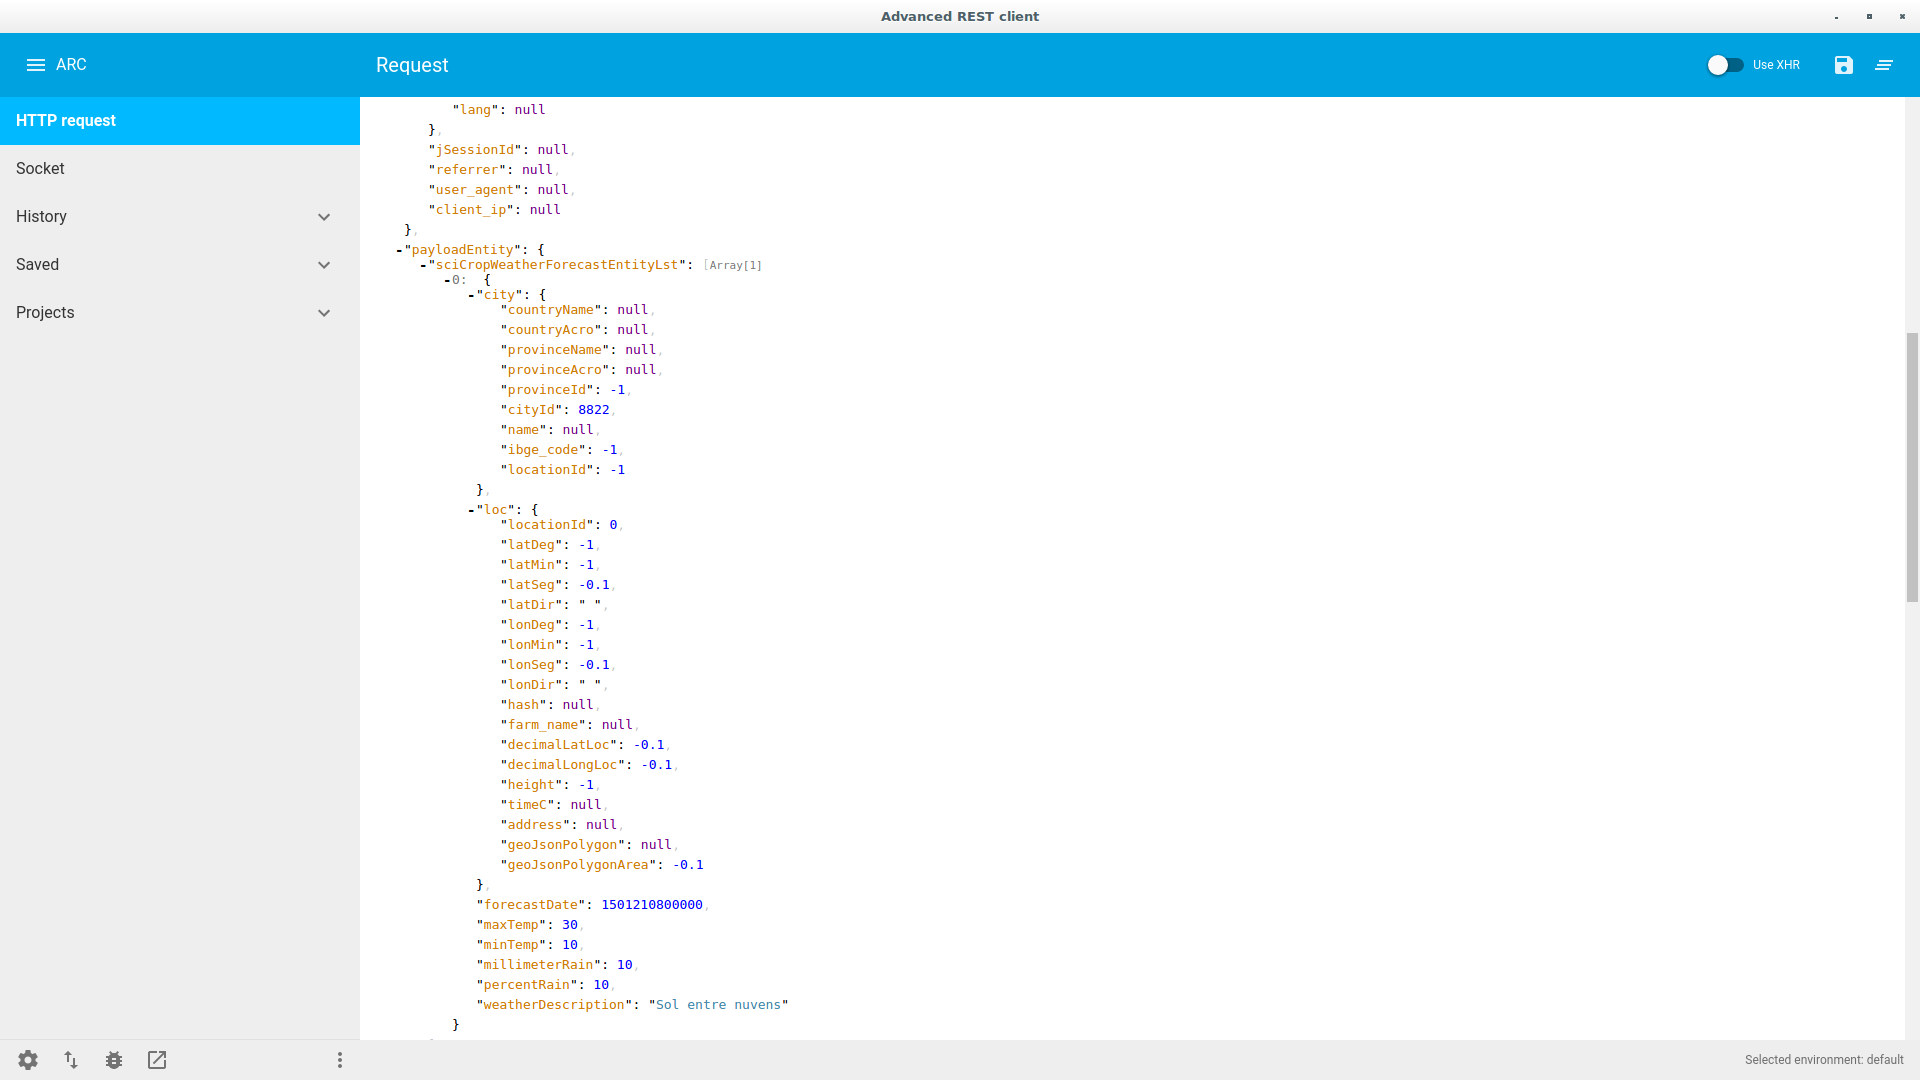 Advanced REST client
ARC
Request
Use XHR
HTTP request
Socket
History
Saved
Projects
"lang": null
},
"jSessionId": null,
"referrer": null,
"user_agent": null,
"client_ip": null
},
-"payloadEntity": {
-"sciCropWeatherForecastEntityLst": [Array[1]
-0: {
-"city": {
"countryName": null,
"countryAcro": null,
"provinceName": null,
"provinceAcro": null,
"provinceId": -1,
"cityId": 8822,
"name": null,
"ibge_code": -1,
"locationId": -1
},
-"loc": {
"locationId": 0,
"latDeg": -1,
"latMin": -1,
"latSeg": -0.1,
"latDir": " ",
"lonDeg": -1,
"lonMin": -1,
"lonSeg": -0.1,
"lonDir": " ",
"hash": null,
"farm_name": null,
"decimalLatLoc": -0.1,
"decimalLongLoc": -0.1,
"height": -1,
"timeC": null,
"address": null,
"geoJsonPolygon": null,
"geoJsonPolygonArea": -0.1
},
"forecastDate": 1501210800000,
"maxTemp": 30,
"minTemp": 10,
"millimeterRain": 10,
"percentRain": 10,
"weatherDescription": "Sol entre nuvens"
}
Selected environment: default